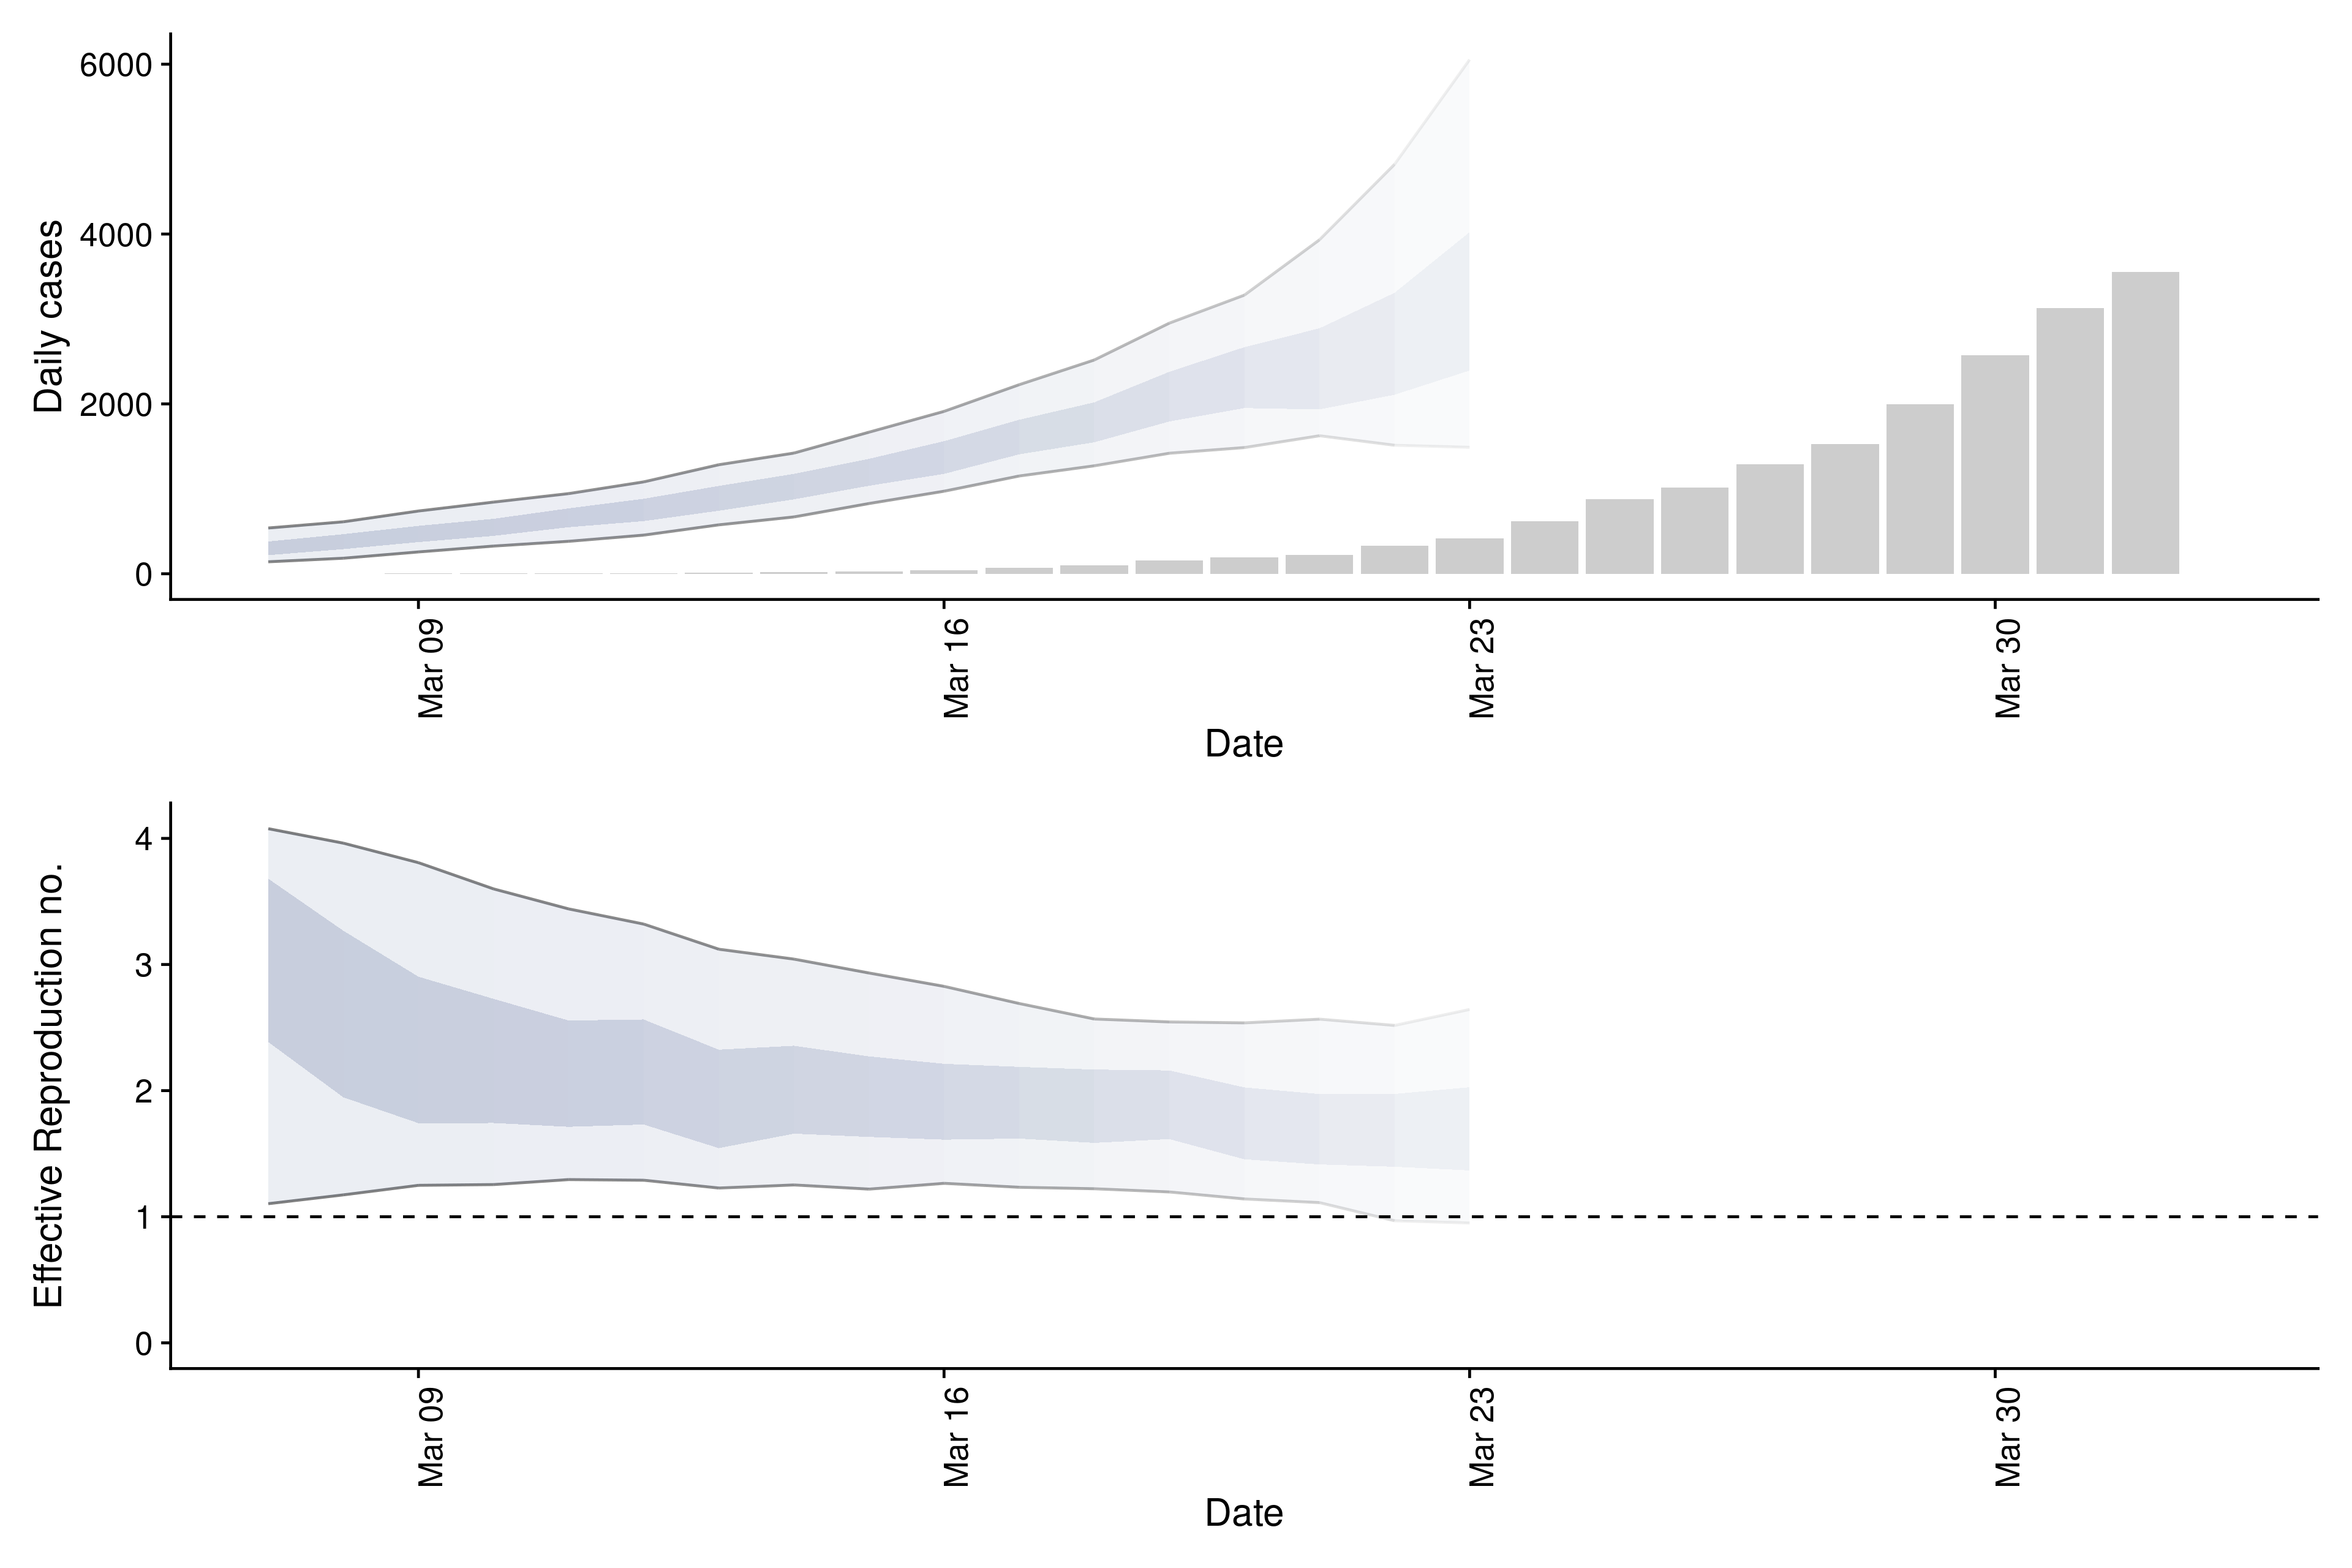 Daily cases
6000
4000
2000
0
Mar 09
Mar 16
Mar 23
Mar 30
Date
Effective Reproduction no.
4
3
2
1
0
Mar 09
Mar 16
Mar 23
Mar 30
Date